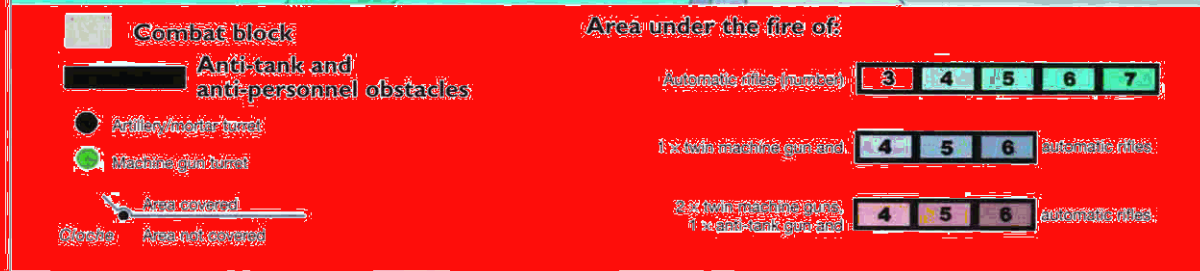 Combat block
Anti-tank and
anti-personnel obstacles
Artillery/mortar turret
Machine gun turret
Area covered
Cloche
Area not covered
Area under the fire of:
Automatic rifles (number)
3 4 5 6 7
1 x twin machine gun and
4 5 6
automatic rifles.
2 x twin machine guns,
1 x anti-tank gun and
4 5 6
automatic rifles.